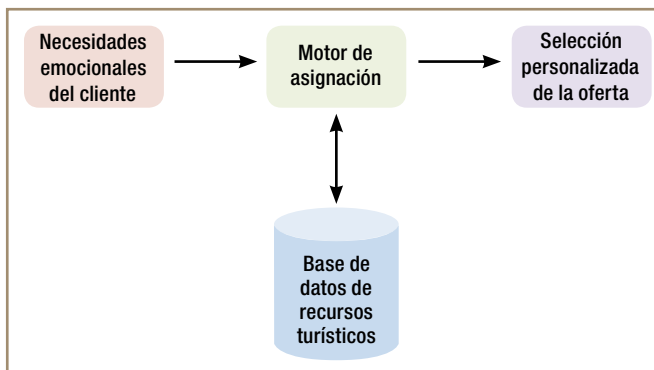 Necesidades
emocionales
del cliente
Motor de
asignación
Selección
personalizada
de la oferta
Base de
datos de
recursos
turísticos